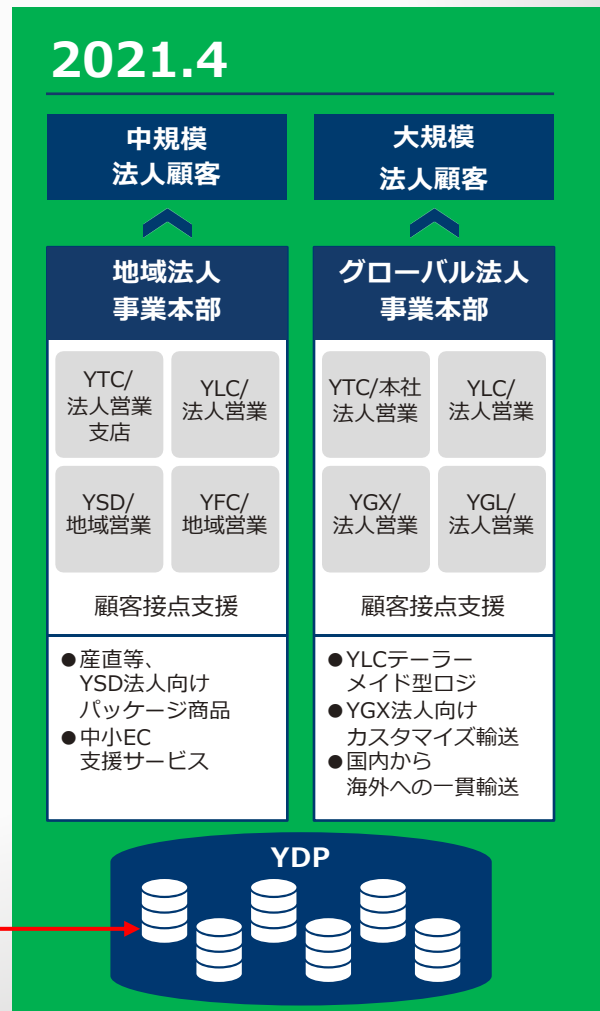 2021.4
中規模
法人顧客
大規模
法人顧客
地域法人
事業本部
グローバル法人
事業本部
YTC/
法人営業
支店
YLC/
法人営業
YTC/本社
法人営業
YLC/
法人営業
YSD/
地域営業
YFC/
地域営業
YGX/
法人営業
YGL/
法人営業
顧客接点支援
顧客接点支援
●産直等、
YSD法人向け
パッケージ商品
●中小EC
支援サービス
●YLCテーラー
メイド型ロジ
●YGX法人向け
カスタマイズ輸送
●国内から
海外への一貫輸送
YDP